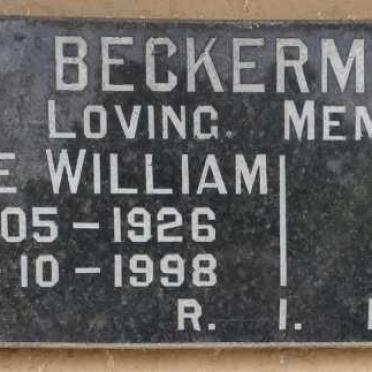 BECKERM
LOVING MEM
E WILLIAM
05-1926
10-1998
R. I.